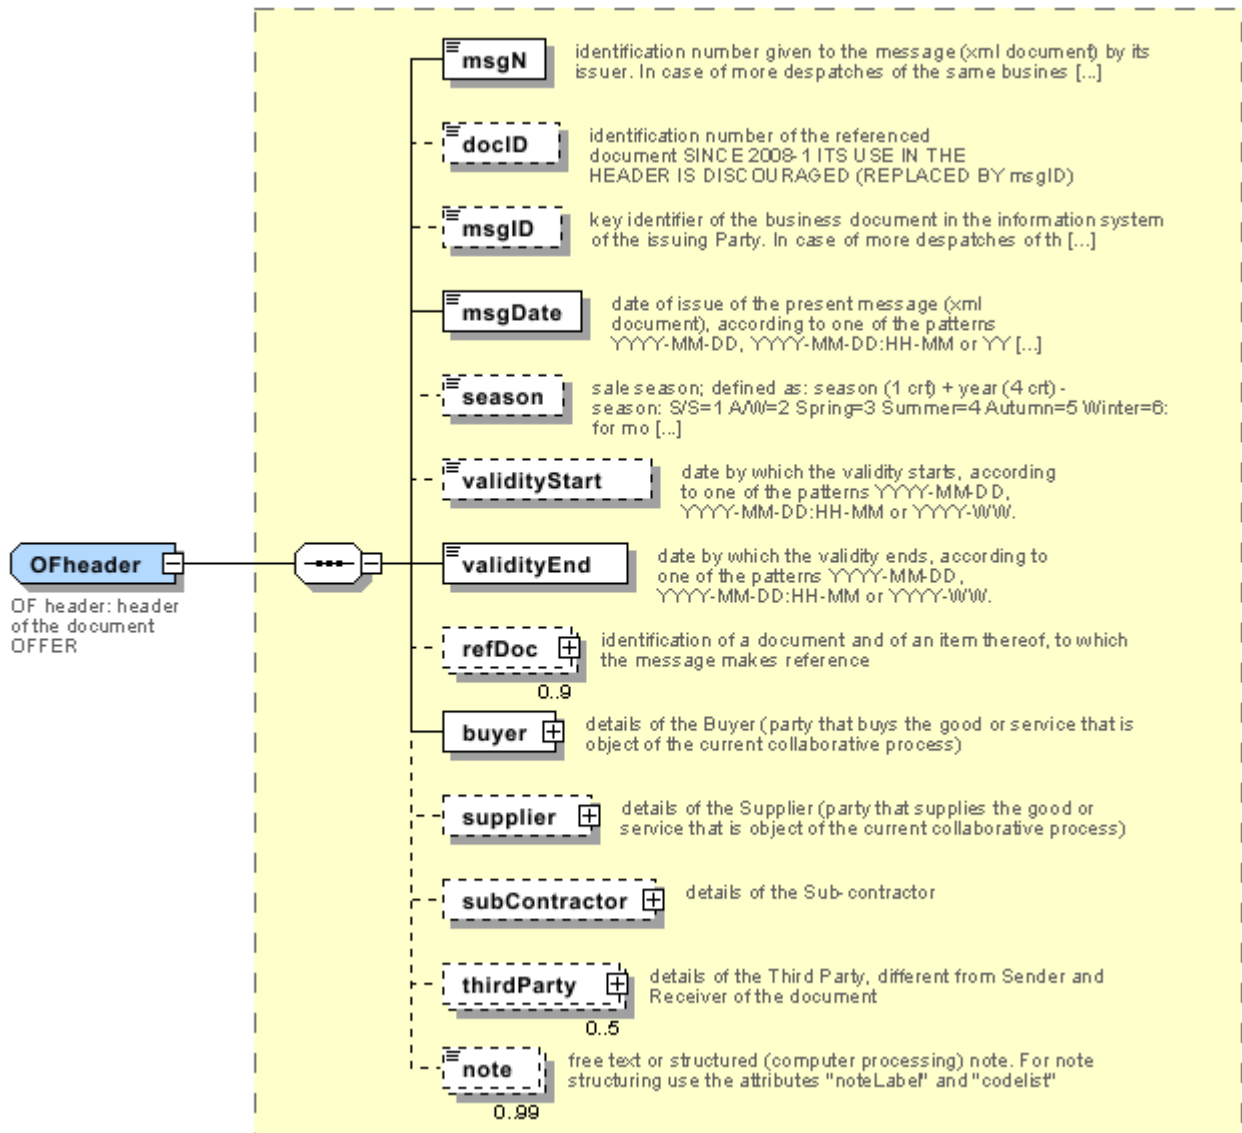 msgN
identification number given to the message (xml document) by its
issuer. In case of more despatches of the same busines [...]
docID
identification number of the referenced
document SINCE 2008-1 ITS USE IN THE
HEADER IS DISCOURAGED (REPLACED BY msgID)
msgID
key identifier of the business document in the information system
of the issuing Party. In case of more despatches of th [...]
msgDate
date of issue of the present message (xml
document), according to one of the patterns
YYYY-MM-DD, YYYY-MM-DD:HH-MM or YY [...]
season
sale season; defined as: season (1 crt) + year (4 crt) -
season: S/S=1 A/W=2 Spring=3 Summer=4 Autumn=5 Winter=6:
for mo [...]
validityStart
date by which the validity starts, according
to one of the patterns YYYY-MM-DD,
YYYY-MM-DD:HH-MM or YYYY-WW.
OFheader
OF header: header
of the document
OFFER
validityEnd
date by which the validity ends, according to
one of the patterns YYYY-MM-DD,
YYYY-MM-DD:HH-MM or YYYY-WW.
refDoc
identification of a document and of an item thereof, to which
the message makes reference
0..9
buyer
details of the Buyer (party that buys the good or service that is
object of the current collaborative process)
supplier
details of the Supplier (party that supplies the good or
service that is object of the current collaborative process)
subContractor
details of the Sub-contractor
thirdParty
details of the Third Party, different from Sender and
Receiver of the document
0..5
note
free text or structured (computer processing) note. For note
structuring use the attributes "noteLabel" and "codelist"
0..99